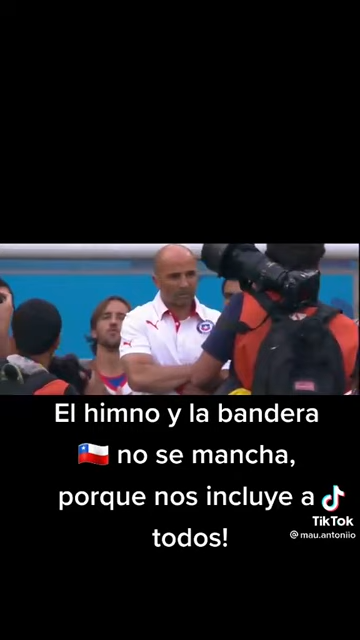 El himno y la bandera
🇨🇱 no se mancha,
porque nos incluye a
todos!
TikTok
@ mau.antoniio